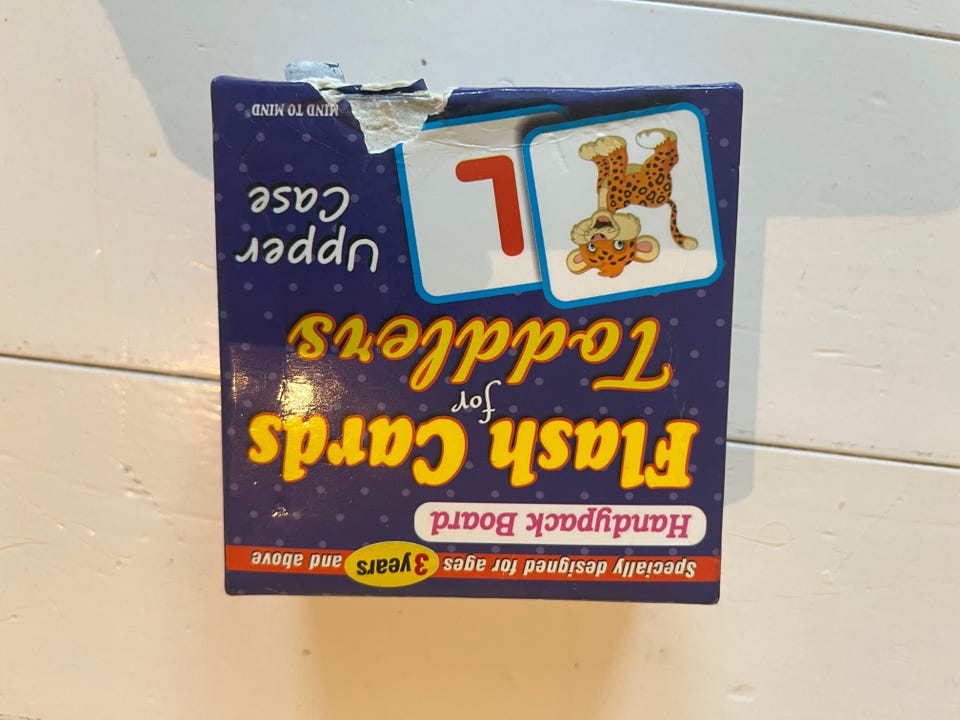 Specially designed for ages 3 years and above
Handypack Board
Flash Cards
for
Toddlers
Upper
Case
L
MIND TO MIND®